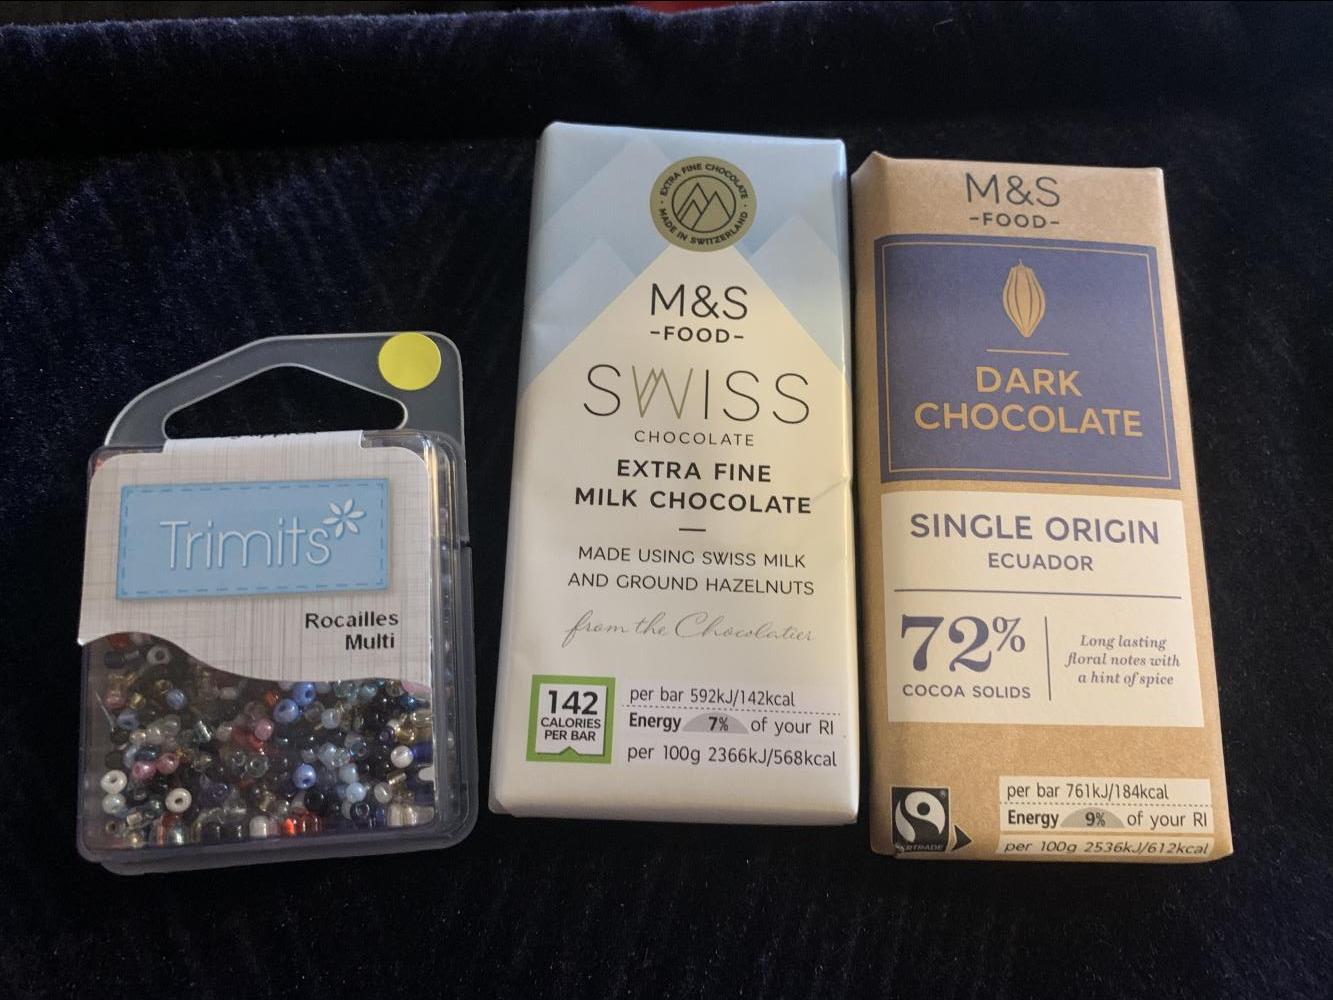 Trimits
Rocailles
Multi
EXTRA FINE CHOCOLATE
MADE IN SWITZERLAND
M&S
-FOOD-
SWISS
CHOCOLATE
EXTRA FINE
MILK CHOCOLATE
MADE USING SWISS MILK
AND GROUND HAZELNUTS
from the Chocolatier
142
CALORIES
PER BAR
per bar 592kJ/142kcal
Energy 7% of your RI
per 100g 2366kJ/568kcal
M&S
-FOOD-
DARK
CHOCOLATE
SINGLE ORIGIN
ECUADOR
72%
COCOA SOLIDS
Long lasting
floral notes with
a hint of spice
per bar 761kJ/184kcal
Energy 9% of your RI
per 100g 2536kJ/612kcal